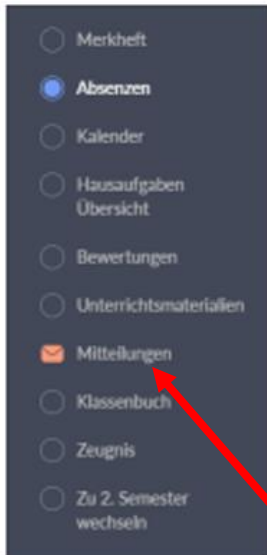 Merkheft
Absenzen
Kalender
Hausaufgaben
Übersicht
Bewertungen
Unterrichtsmaterialien
Mitteilungen
Klassenbuch
Zeugnis
Zu 2. Semester
wechseln